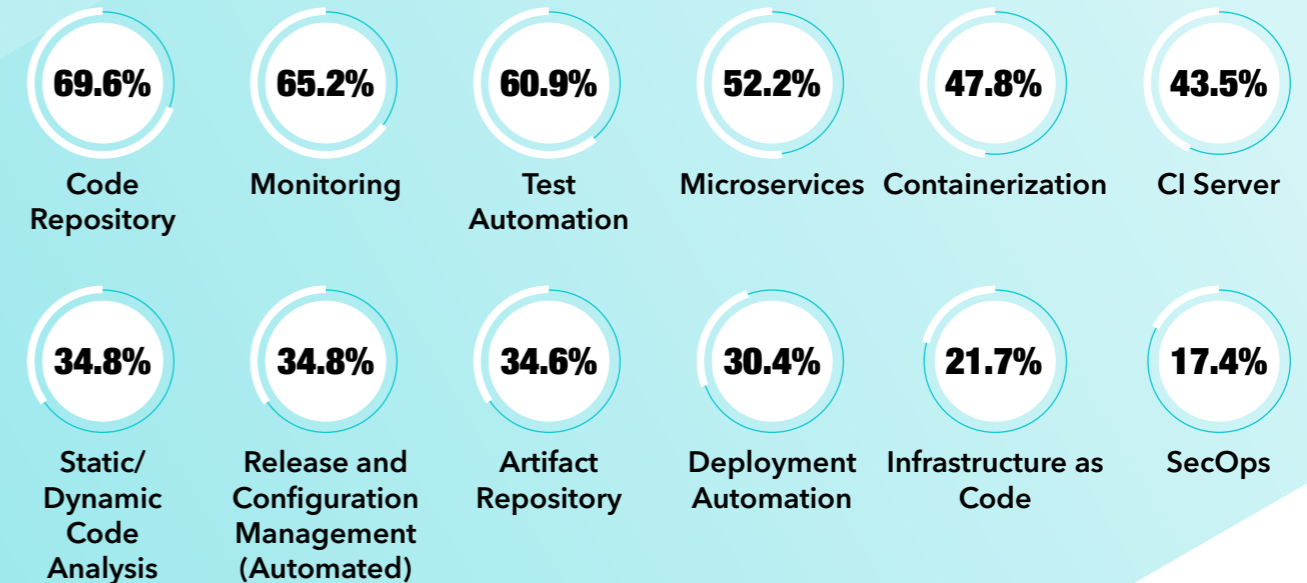 69.6%
65.2%
60.9%
52.2%
47.8%
43.5%
Code
Repository
Monitoring
Test
Automation
Microservices
Containerization
CI Server
34.8%
34.8%
34.6%
30.4%
21.7%
17.4%
Static/
Dynamic
Code
Analysis
Release and
Configuration
Management
(Automated)
Artifact
Repository
Deployment
Automation
Infrastructure as
Code
SecOps